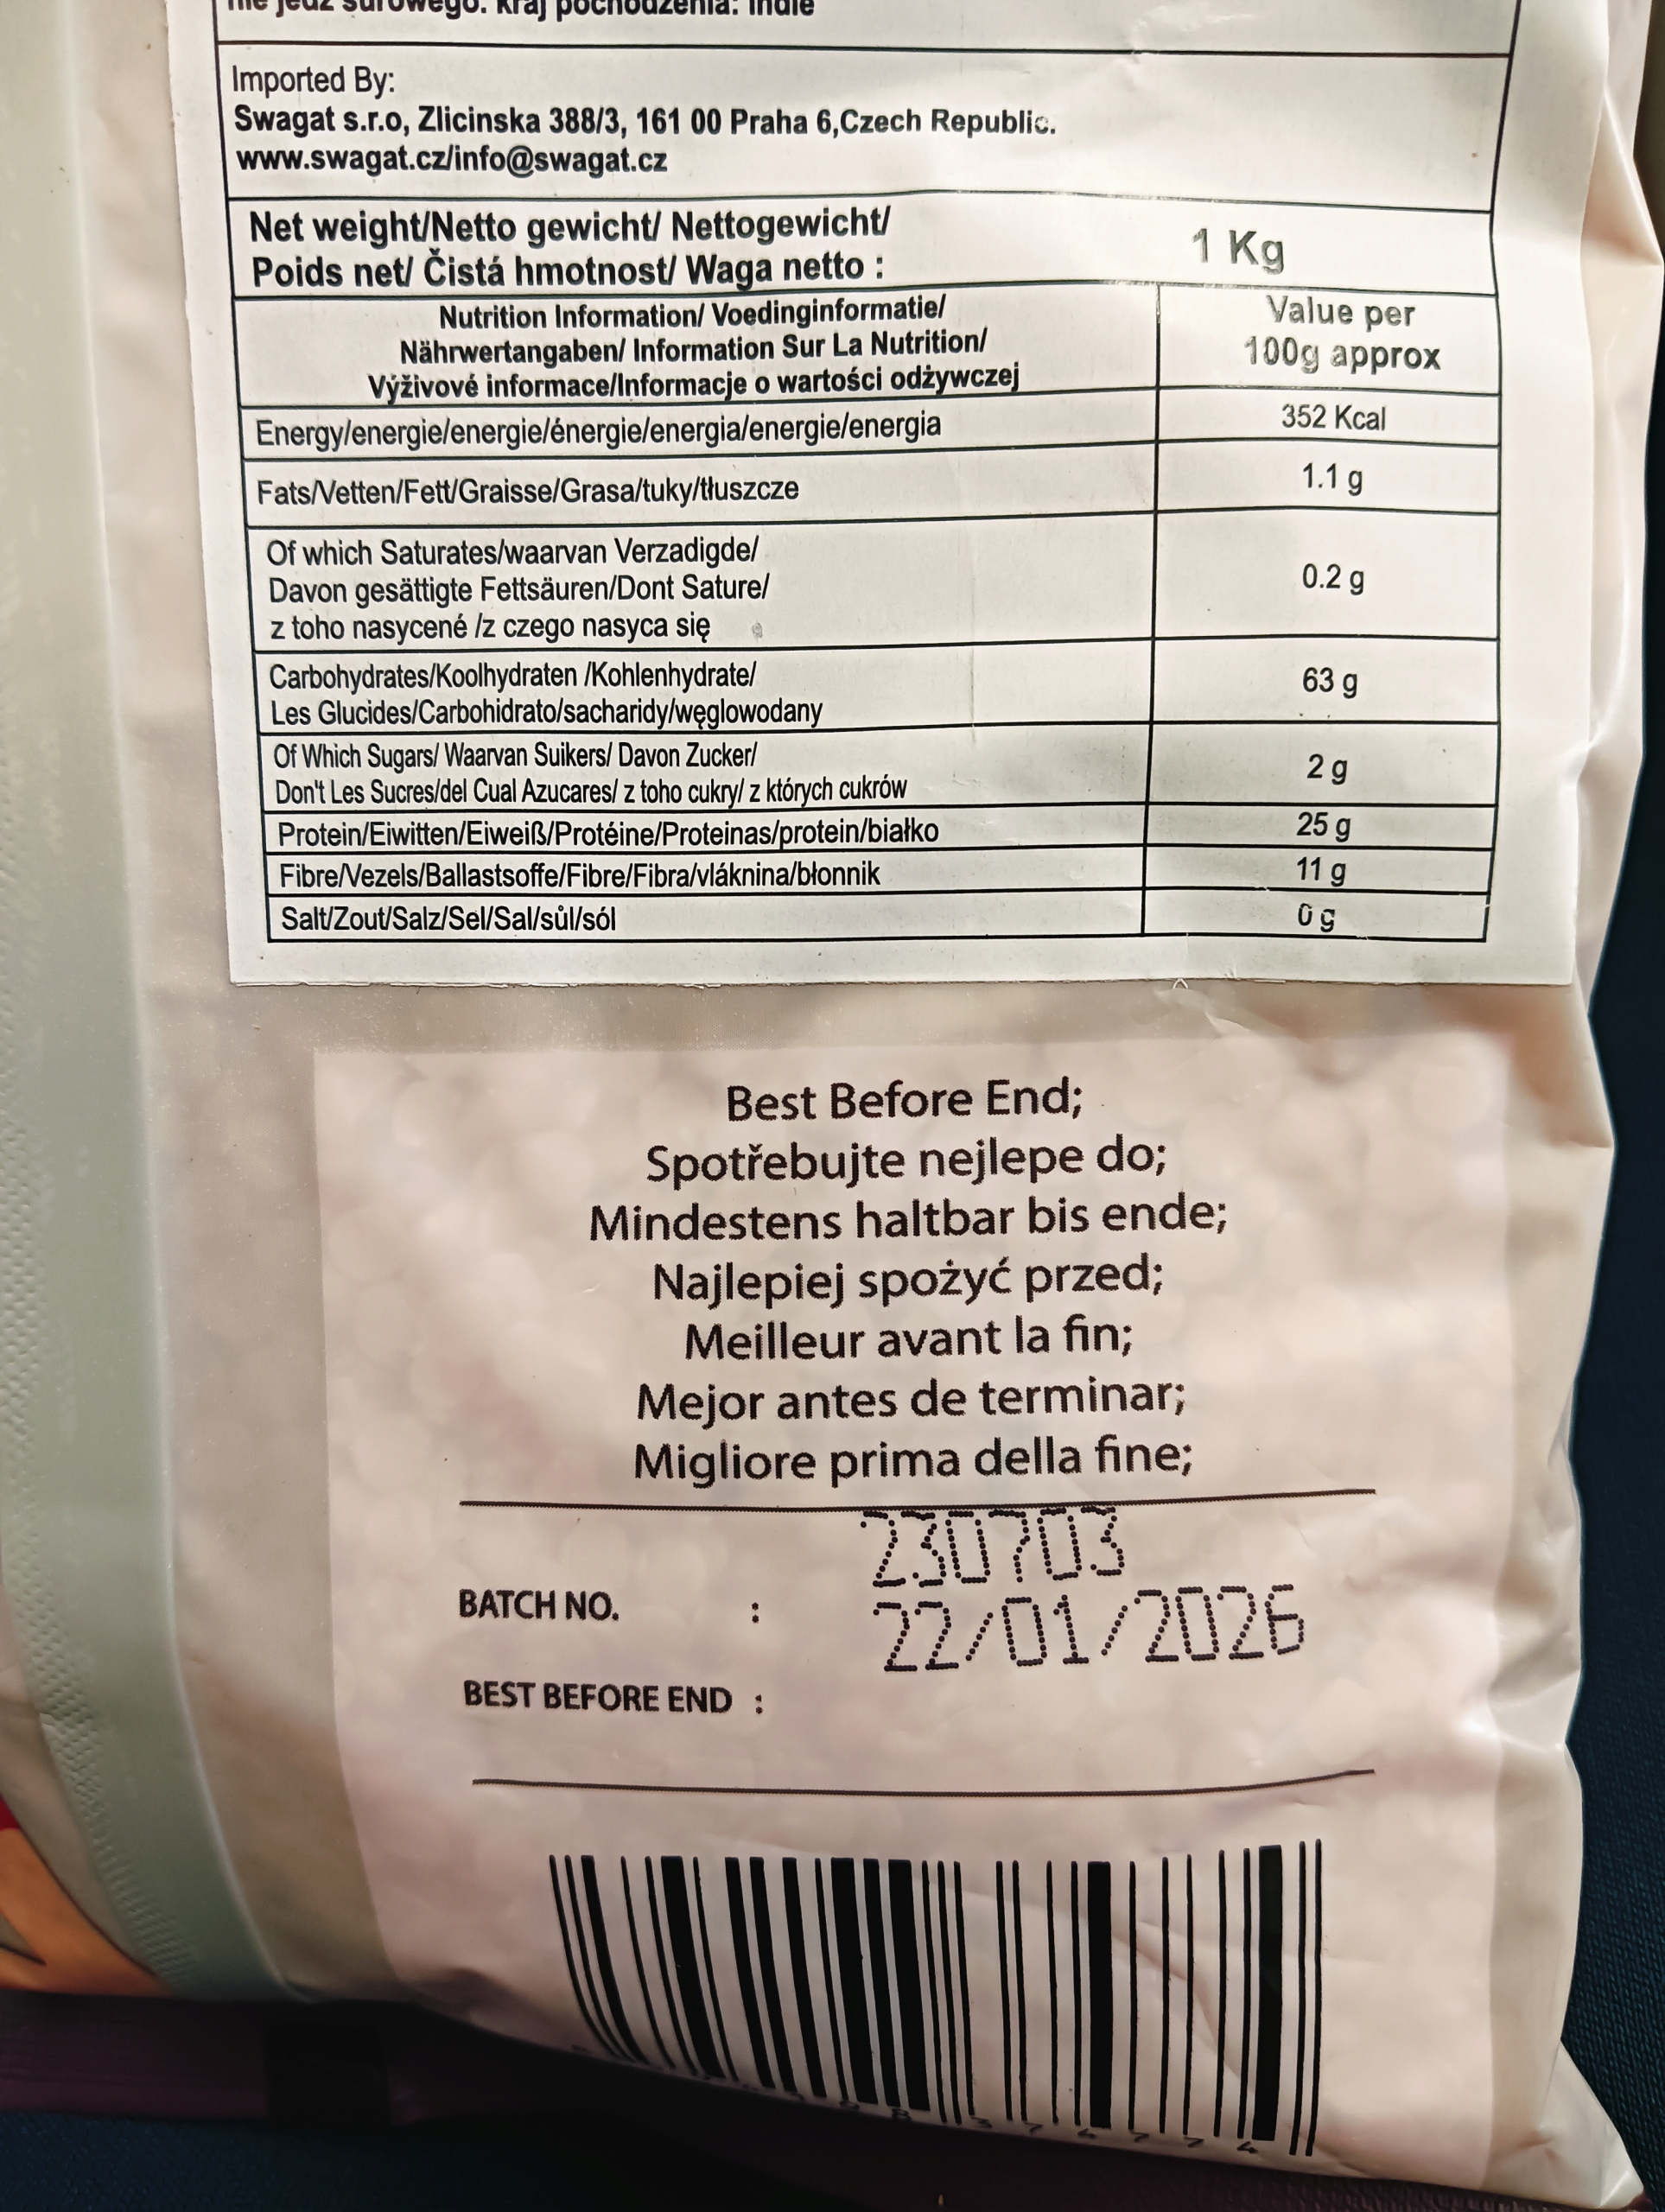 nie jedz surowego. Kraj pochodzenia: Indie
Imported By:
Swagat s.r.o, Zlicinska 388/3, 161 00 Praha 6,Czech Republic.
www.swagat.cz/info@swagat.cz
Net weight/Netto gewicht/ Nettogewicht/
Poids net/ Čistá hmotnost/ Waga netto :
1 Kg
Nutrition Information/ Voedinginformatie/
Nährwertangaben/ Information Sur La Nutrition/
Výživové informace/Informacje o wartości odżywczej
Value per
100g approx
Energy/energie/energie/énergie/energia/energie/energia
352 Kcal
Fats/Vetten/Fett/Graisse/Grasa/tuky/tłuszcze
1.1 g
Of which Saturates/waarvan Verzadigde/
Davon gesättigte Fettsäuren/Dont Sature/
z toho nasycené /z czego nasyca się
0.2 g
Carbohydrates/Koolhydraten /Kohlenhydrate/
Les Glucides/Carbohidrato/sacharidy/węglowodany
63 g
Of Which Sugars/ Waarvan Suikers/ Davon Zucker/
Don't Les Sucres/del Cual Azucares/ z toho cukry/ z których cukrów
2 g
Protein/Eiwitten/Eiweiß/Protéine/Proteinas/protein/białko
25 g
Fibre/Vezels/Ballastsoffe/Fibre/Fibra/vláknina/błonnik
11 g
Salt/Zout/Salz/Sel/Sal/sůl/sól
0 g
Best Before End;
Spotřebujte nejlepe do;
Mindestens haltbar bis ende;
Najlepiej spożyć przed;
Meilleur avant la fin;
Mejor antes de terminar;
Migliore prima della fine;
230703
BATCH NO. :
22/01/2026
BEST BEFORE END :